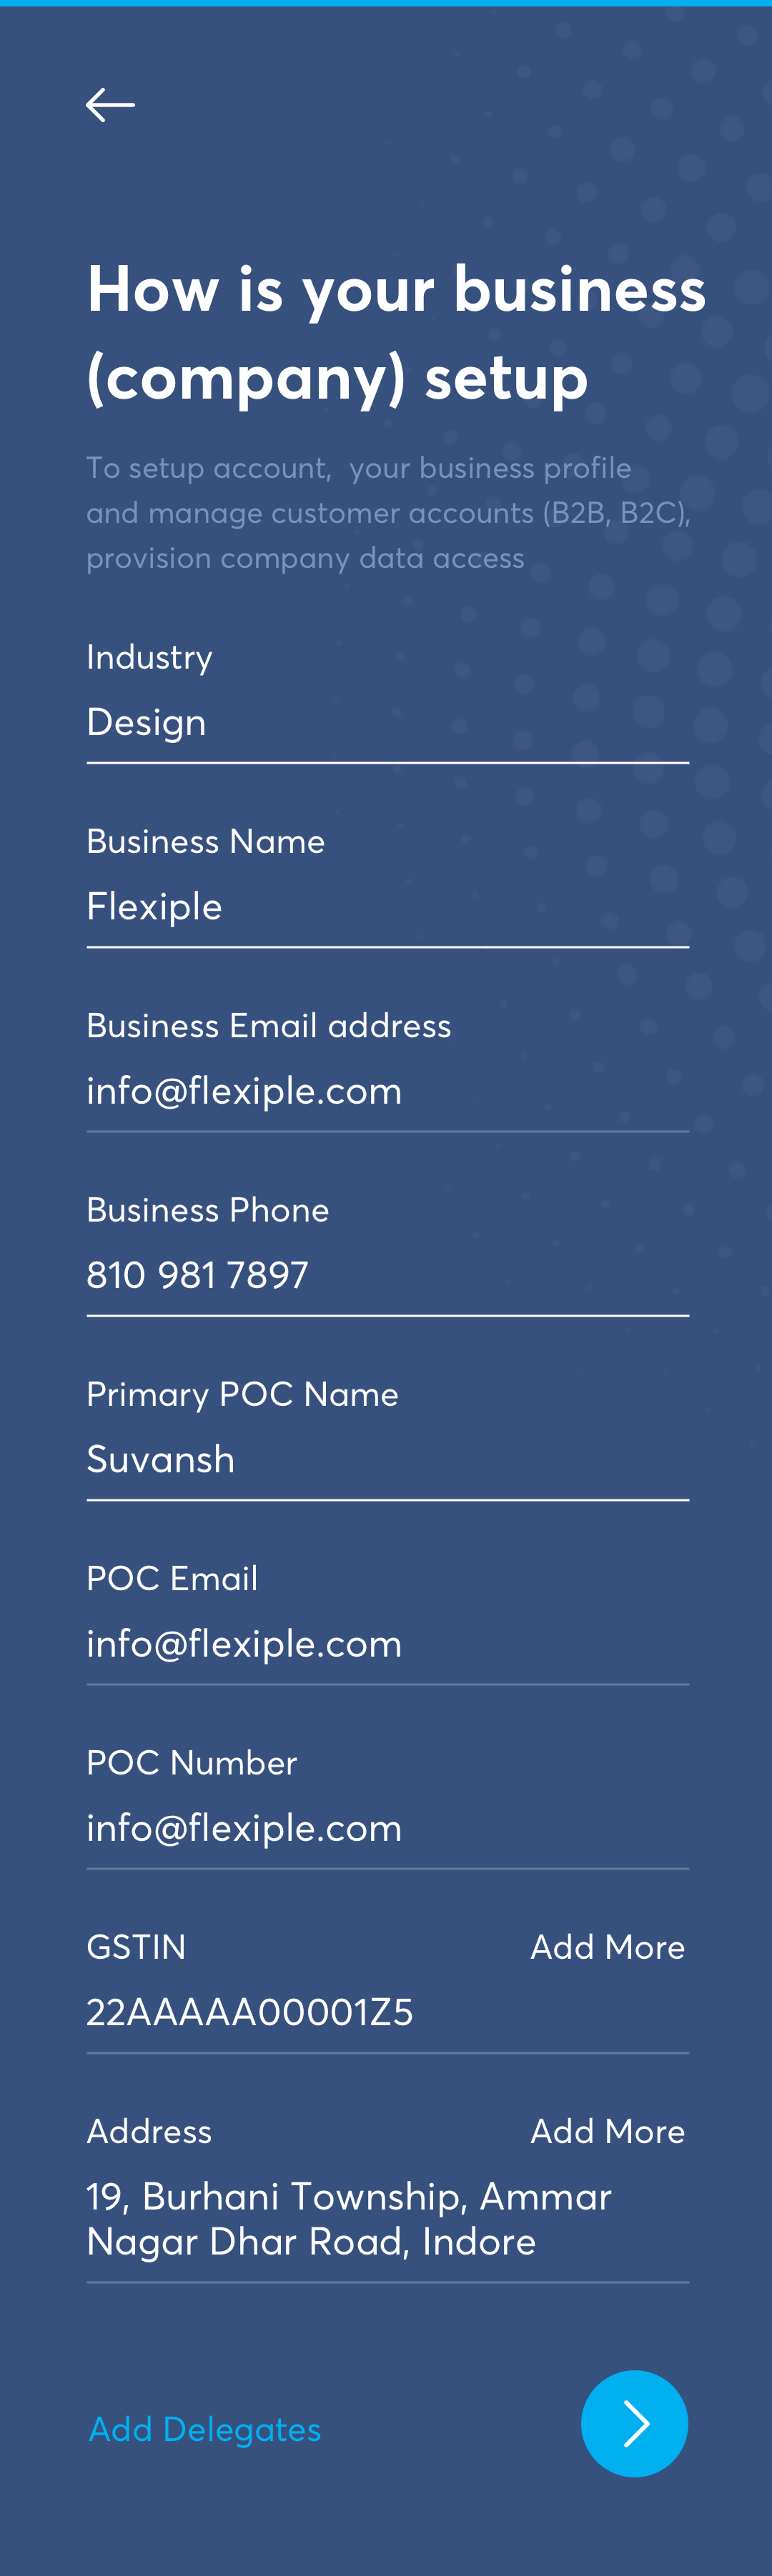 How is your business
(company) setup
To setup account,  your business profile
and manage customer accounts (B2B, B2C),
provision company data access
Industry
Design
Business Name
Flexiple
Business Email address
info@flexiple.com
Business Phone
810 981 7897
Primary POC Name
Suvansh
POC Email
info@flexiple.com
POC Number
info@flexiple.com
GSTIN Add More
22AAAAA00001Z5
Address Add More
19, Burhani Township, Ammar
Nagar Dhar Road, Indore
Add Delegates